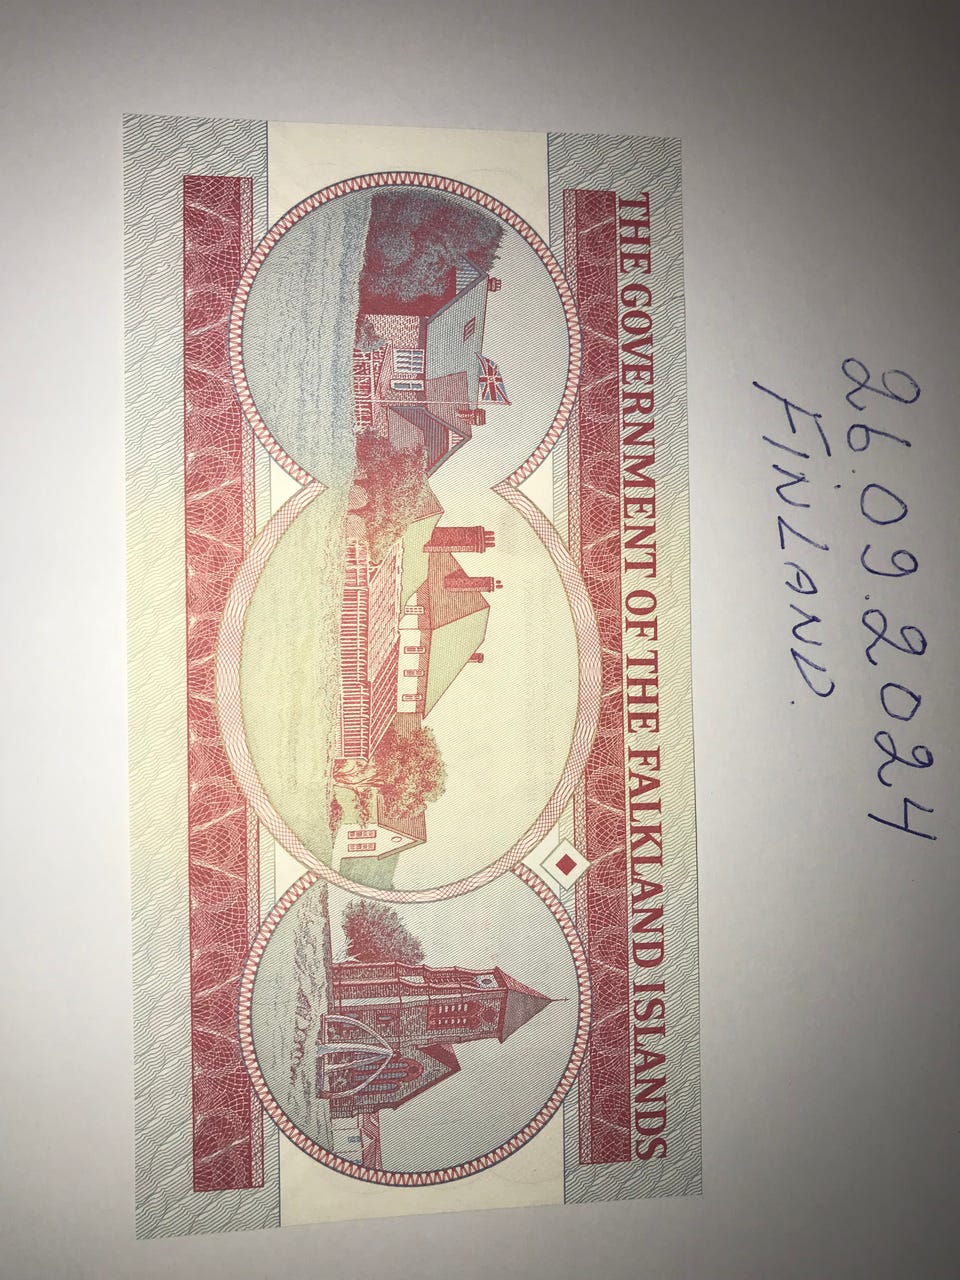 26.09.2024
FINLAND.
THE GOVERNMENT OF THE FALKLAND ISLANDS